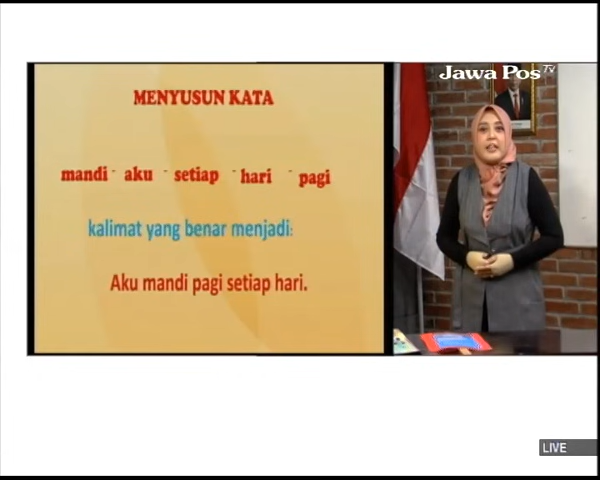 Jawa Pos TV
MENYUSUN KATA
mandi - aku - setiap - hari - pagi
kalimat yang benar menjadi:
Aku mandi pagi setiap hari.
LIVE